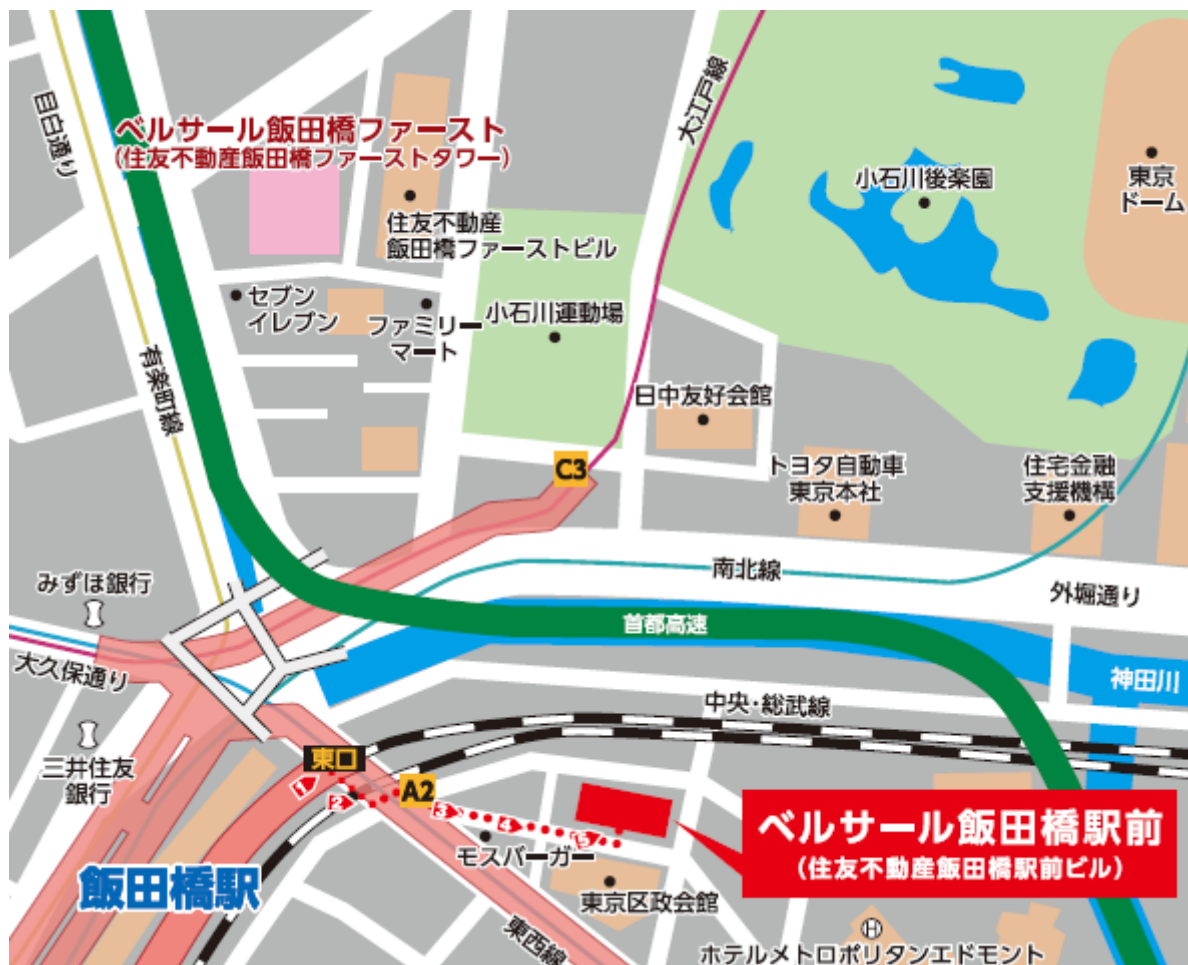 目白通り
ベルサール飯田橋ファースト
(住友不動産飯田橋ファーストタワー)
大江戸線
小石川後楽園
東京
ドーム
住友不動産
飯田橋ファーストビル
セブン
イレブン
ファミリー
マート
小石川運動場
有楽町線
日中友好会館
C3
トヨタ自動車
東京本社
住宅金融
支援機構
南北線
外堀通り
みずほ銀行
首都高速
大久保通り
神田川
中央・総武線
三井住友
銀行
東口
1
2
A2
3
4
5
モスバーガー
ベルサール飯田橋駅前
(住友不動産飯田橋駅前ビル)
飯田橋駅
東京区政会館
東西線
H
ホテルメトロポリタンエドモント